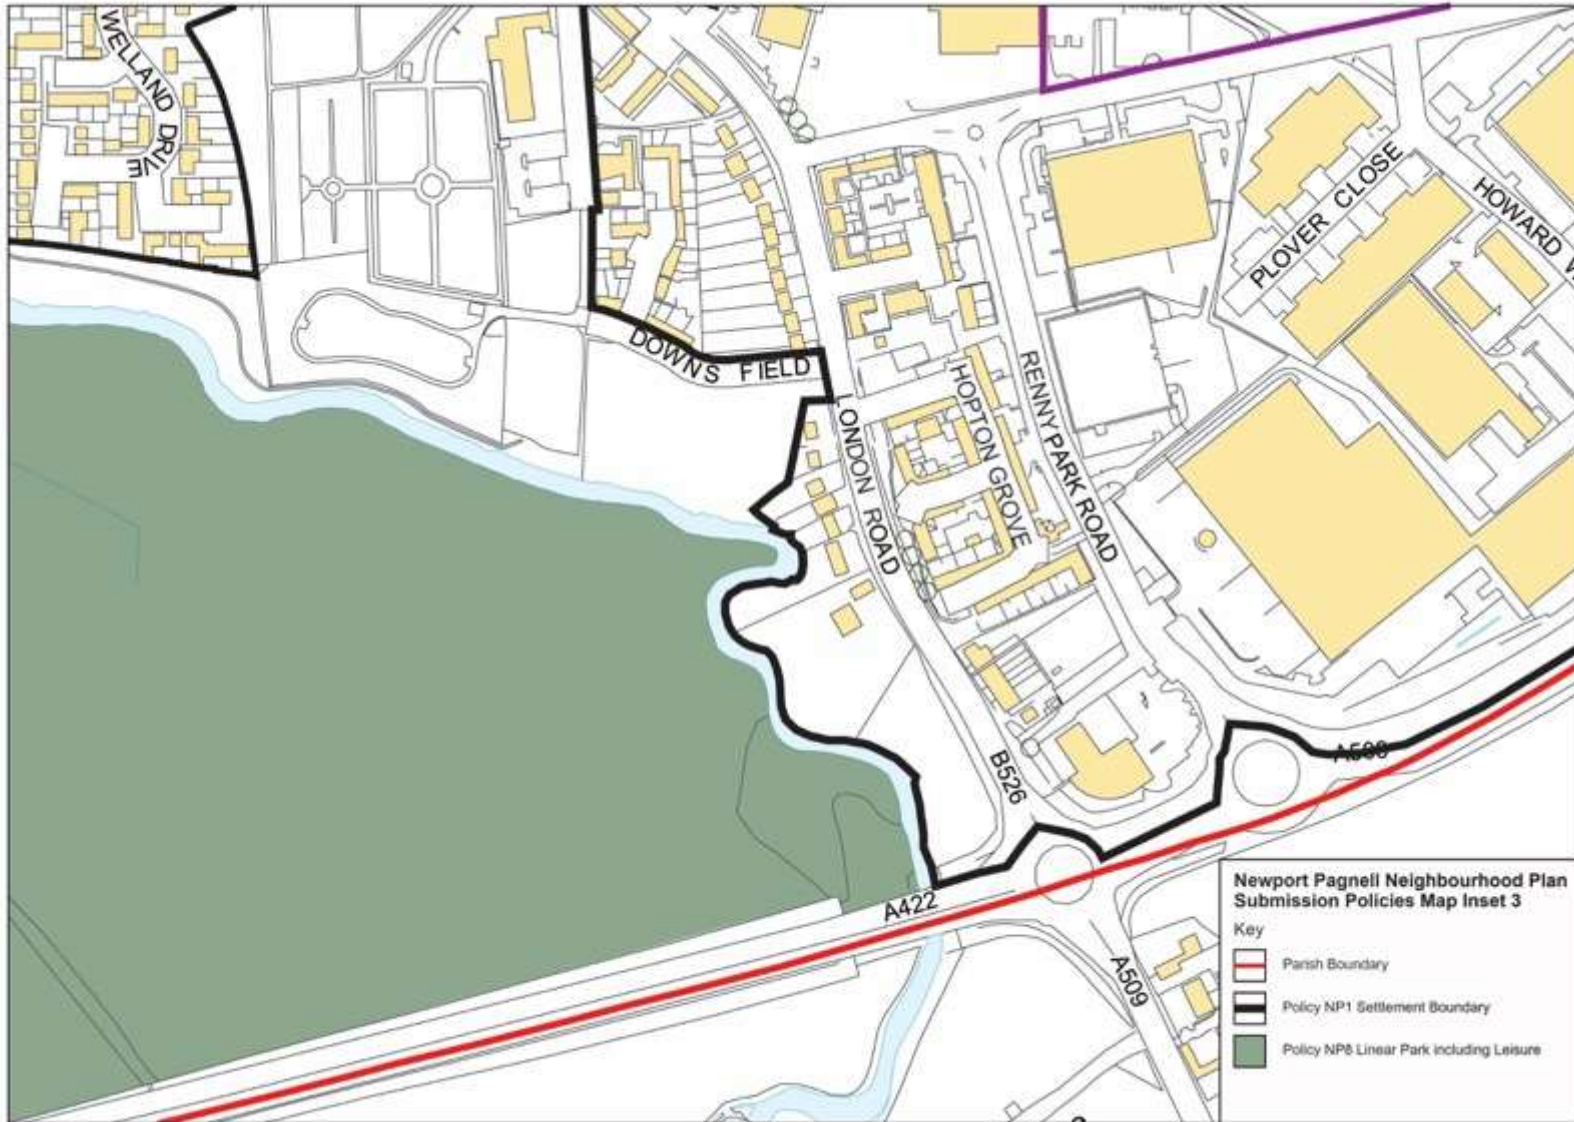 WELLAND DRIVE
PLOVER CLOSE
HOWARD
DOWNS FIELD
LONDON ROAD
HOPTON GROVE
RENNY PARK ROAD
B526
A422
A509
Newport Pagnell Neighbourhood Plan
Submission Policies Map Inset 3
Key
Parish Boundary
Policy NP1 Settlement Boundary
Policy NP8 Linear Park including Leisure